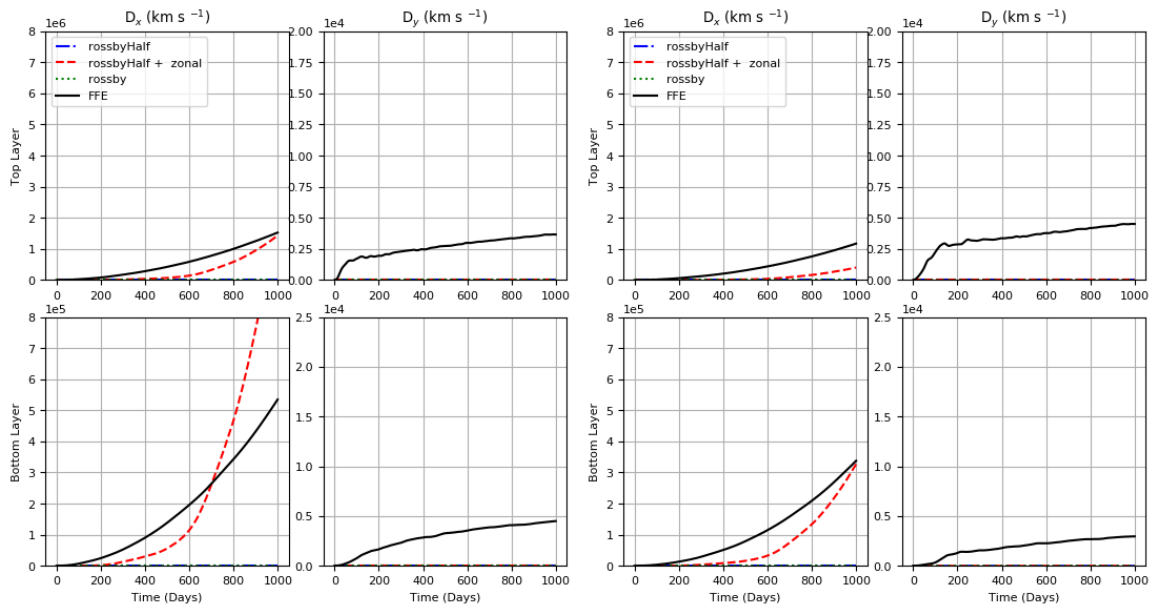 D_x (km s ^−1)
D_y (km s ^−1)
D_x (km s ^−1)
D_y (km s ^−1)
1e6
1e4
1e6
1e4
8
7
6
5
4
3
2
1
0
Top Layer
rossbyHalf
rossbyHalf + zonal
rossby
FFE
0 200 400 600 800 1000
2.00
1.75
1.50
1.25
1.00
0.75
0.50
0.25
0.00
0 200 400 600 800 1000
8
7
6
5
4
3
2
1
0
Top Layer
rossbyHalf
rossbyHalf + zonal
rossby
FFE
0 200 400 600 800 1000
2.00
1.75
1.50
1.25
1.00
0.75
0.50
0.25
0.00
0 200 400 600 800 1000
1e5
1e4
1e5
1e4
8
7
6
5
4
3
2
1
0
Bottom Layer
0 200 400 600 800 1000
Time (Days)
2.5
2.0
1.5
1.0
0.5
0.0
0 200 400 600 800 1000
Time (Days)
8
7
6
5
4
3
2
1
0
Bottom Layer
0 200 400 600 800 1000
Time (Days)
2.5
2.0
1.5
1.0
0.5
0.0
0 200 400 600 800 1000
Time (Days)